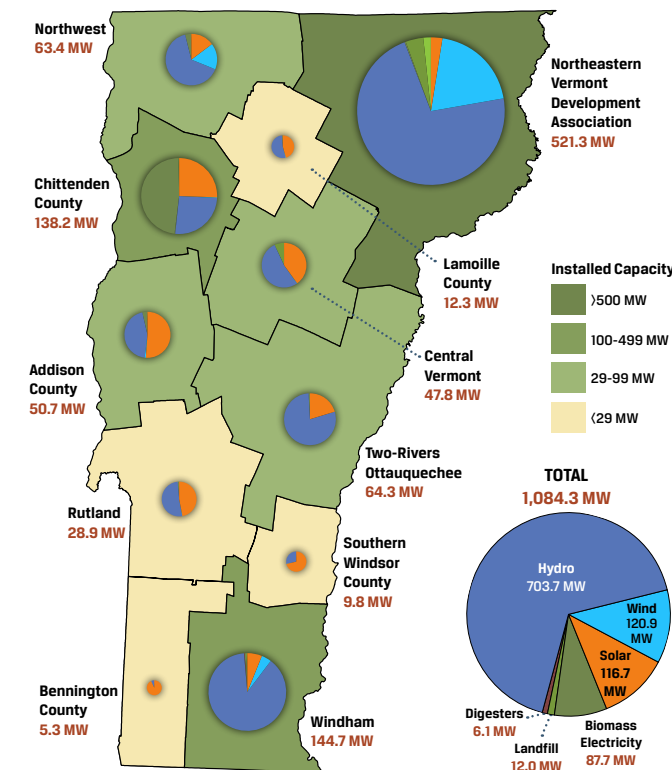 Northwest
63.4 MW
Northeastern
Vermont
Development
Association
521.3 MW
Chittenden
County
138.2 MW
Lamoille
County
12.3 MW
Installed Capacity
⟩500 MW
100-499 MW
29-99 MW
⟨29 MW
Addison
County
50.7 MW
Central
Vermont
47.8 MW
Two-Rivers
Ottauquechee
64.3 MW
Rutland
28.9 MW
Southern
Windsor
County
9.8 MW
Bennington
County
5.3 MW
Windham
144.7 MW
TOTAL
1,084.3 MW
Hydro
703.7 MW
Wind
120.9
MW
Solar
116.7
MW
Digesters
6.1 MW
Landfill
12.0 MW
Biomass
Electricity
87.7 MW